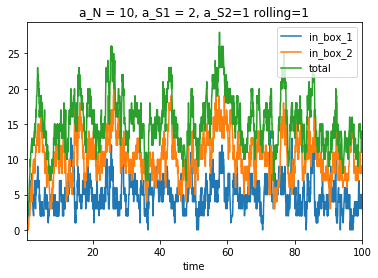 a_N = 10, a_S1 = 2, a_S2=1 rolling=1
in_box_1
in_box_2
total
25
20
15
10
5
0
20
40
60
80
100
time